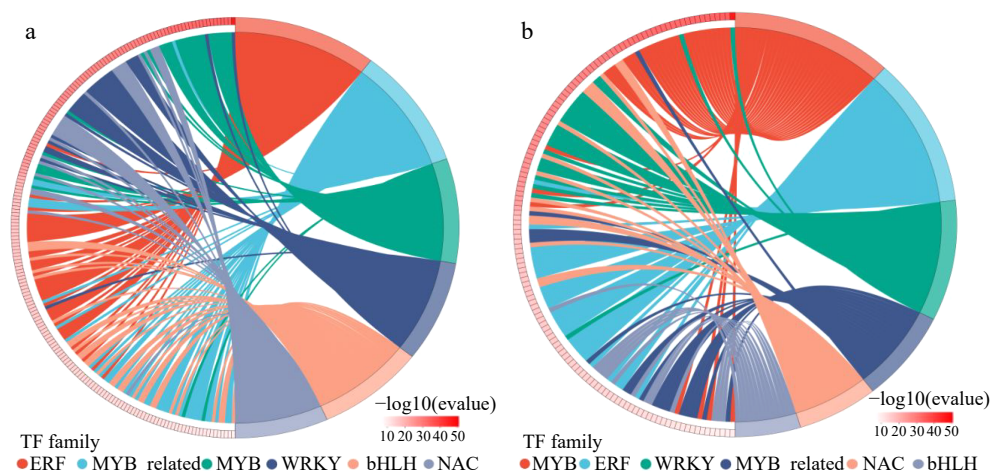 a
b
−log10(evalue)
10 20 30 40 50
TF family
ERF MYB_related MYB WRKY bHLH NAC
−log10(evalue)
10 20 30 40 50
TF family
MYB ERF WRKY MYB_related NAC bHLH